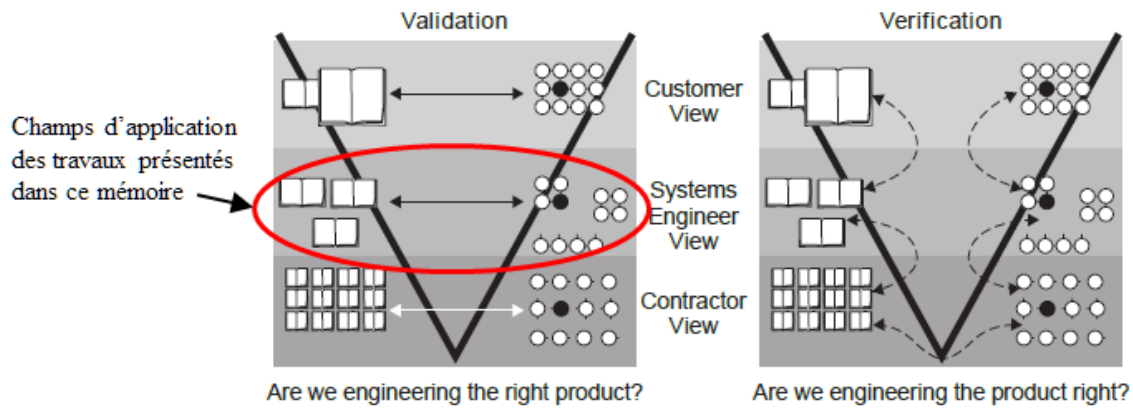 Validation
Verification
Champs d'application
des travaux présentés
dans ce mémoire
Customer
View
Systems
Engineer
View
Contractor
View
Are we engineering the right product?
Are we engineering the product right?